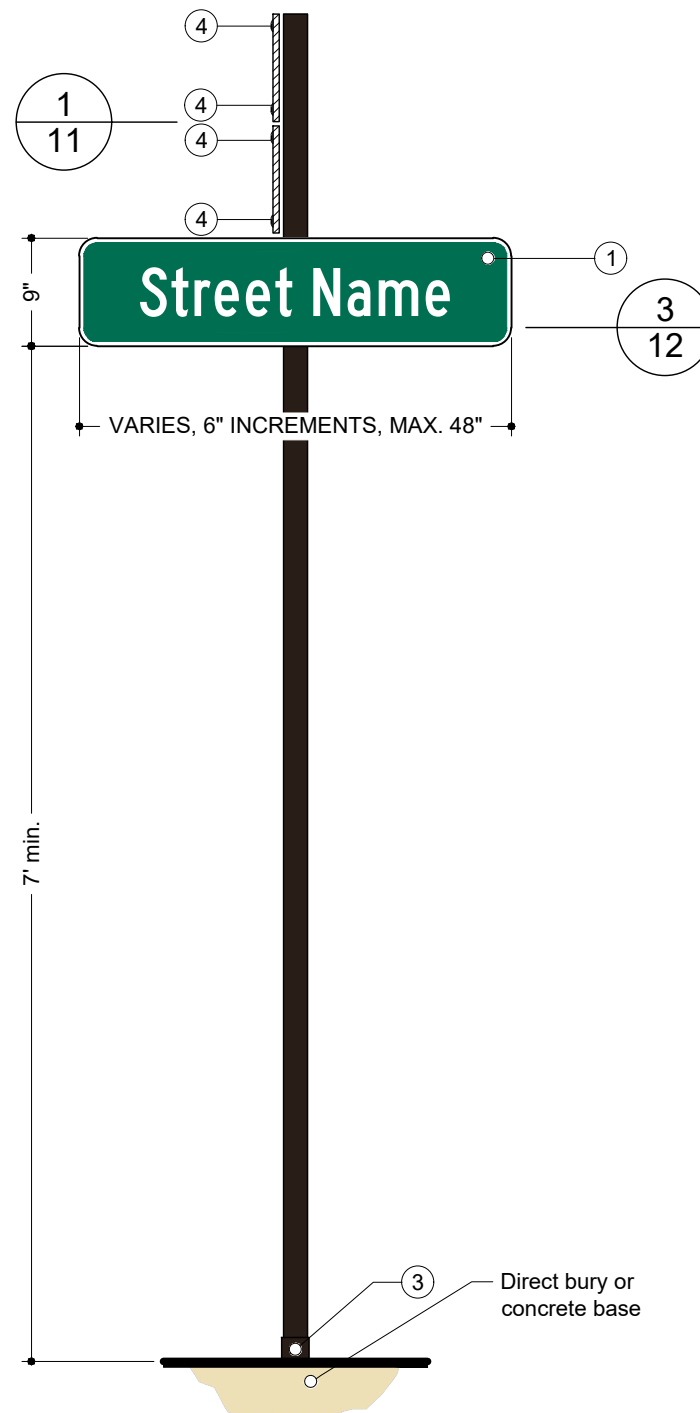 4
1
11
4
4
4
9"
Street Name
1
3
12
VARIES, 6" INCREMENTS, MAX. 48"
7' min.
3
Direct bury or
concrete base